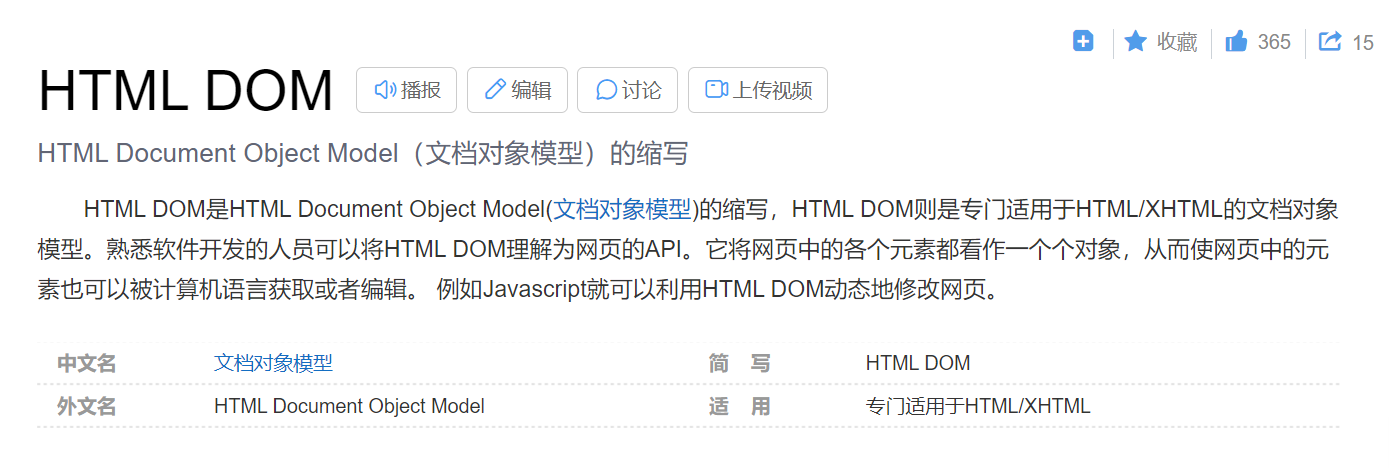 收藏 365 15
HTML DOM 播报 编辑 讨论 上传视频
HTML Document Object Model（文档对象模型）的缩写
HTML DOM是HTML Document Object Model(文档对象模型)的缩写，HTML DOM则是专门适用于HTML/XHTML的文档对象
模型。熟悉软件开发的人员可以将HTML DOM理解为网页的API。它将网页中的各个元素都看作一个个对象，从而使网页中的元
素也可以被计算机语言获取或者编辑。 例如Javascript就可以利用HTML DOM动态地修改网页。
中文名 文档对象模型 简 写 HTML DOM
外文名 HTML Document Object Model 适 用 专门适用于HTML/XHTML